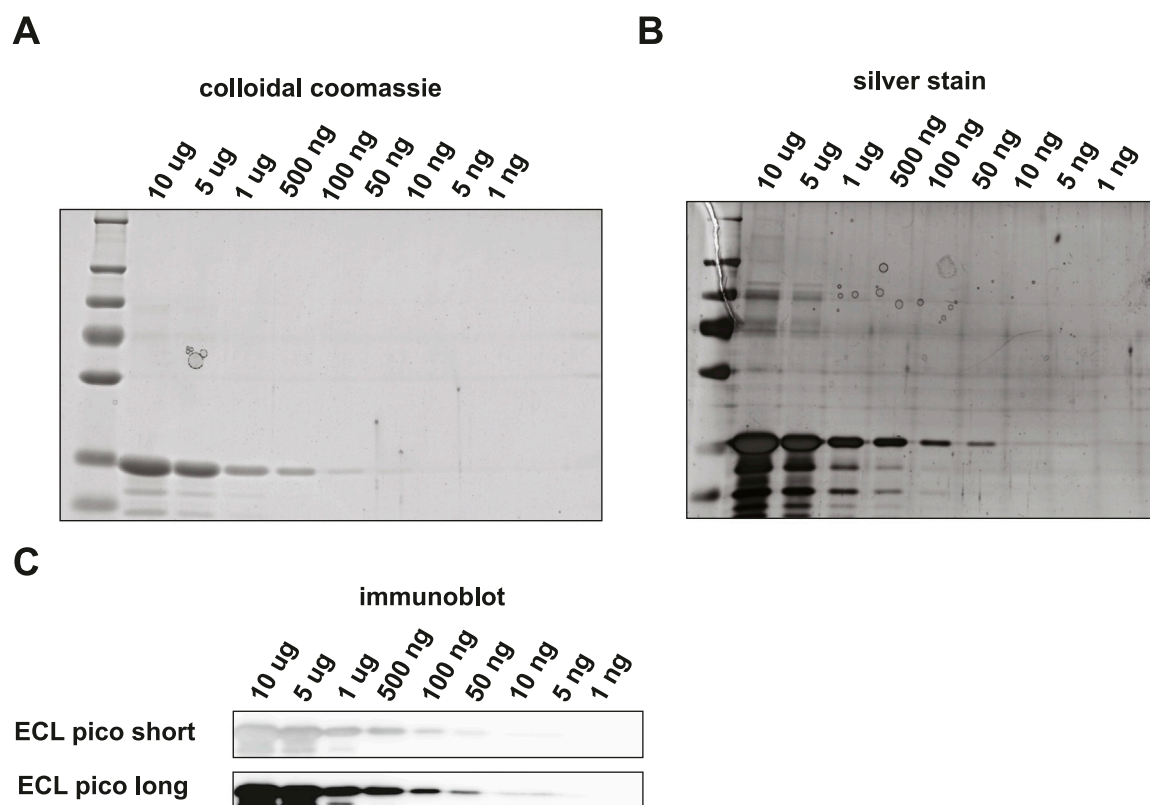 A
colloidal coomassie
10 ug 5 ug 1 ug 500 ng 100 ng 50 ng 10 ng 5 ng 1 ng
B
silver stain
10 ug 5 ug 1 ug 500 ng 100 ng 50 ng 10 ng 5 ng 1 ng
C
immunoblot
10 ug 5 ug 1 ug 500 ng 100 ng 50 ng 10 ng 5 ng 1 ng
ECL pico short
ECL pico long